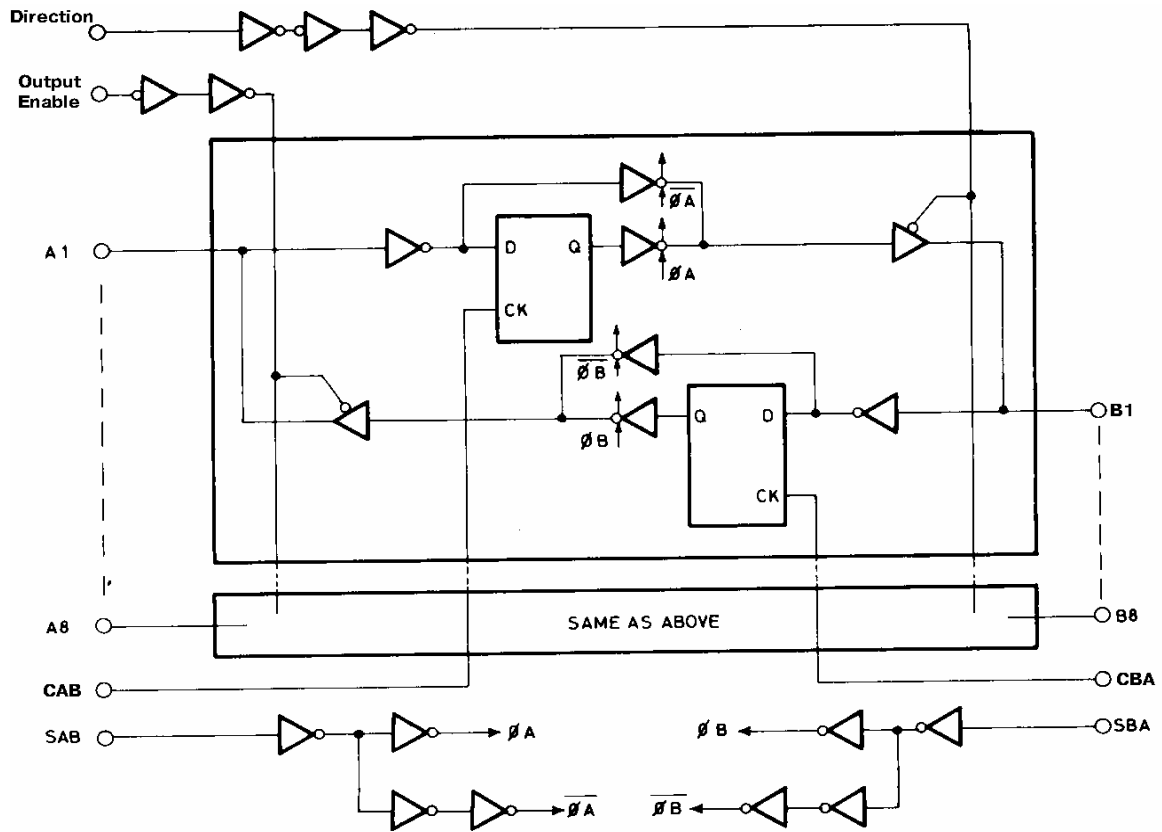 Direction
Output
Enable
A1
D
Q
CK
ØA̅
ØA
ØB̅
ØB
Q
D
CK
B1
A8
SAME AS ABOVE
B8
CAB
CBA
SAB
ØA
ØB
SBA
ØA̅
ØB̅